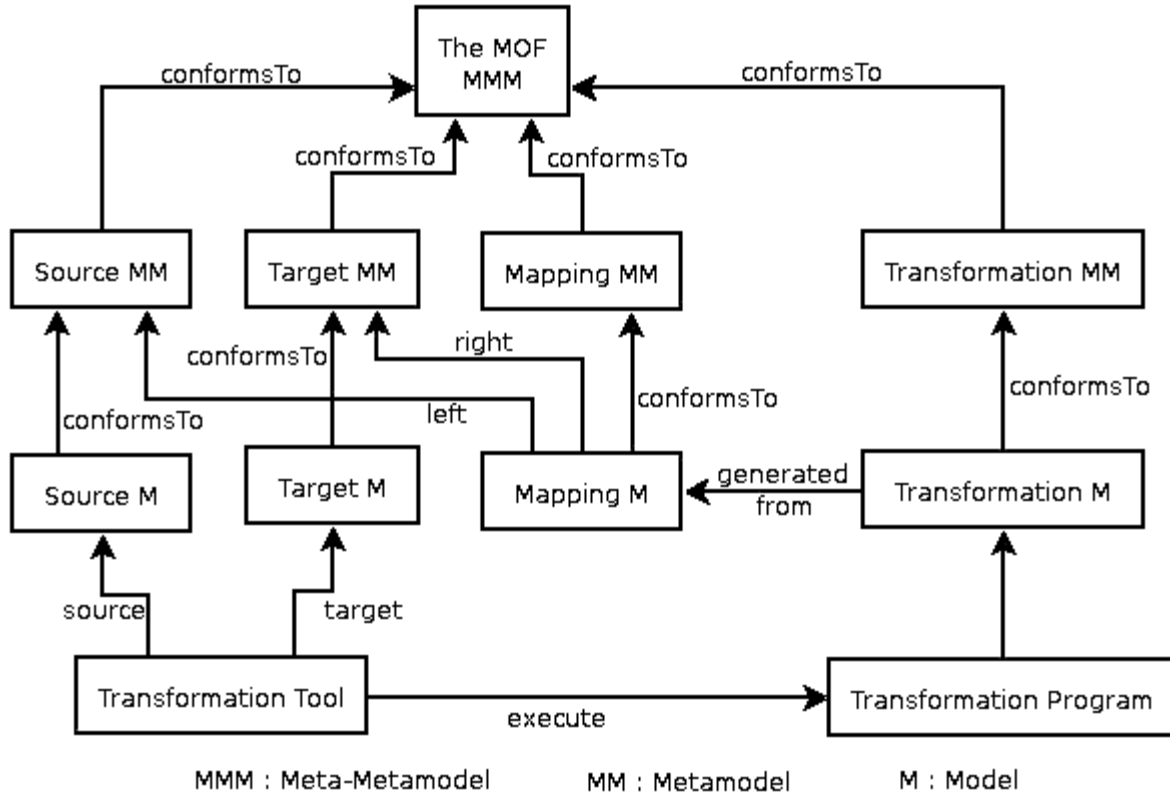 The MOF
MMM
conformsTo
conformsTo
conformsTo
conformsTo
Source MM
Target MM
Mapping MM
Transformation MM
right
conformsTo
conformsTo
conformsTo
conformsTo
left
Source M
Target M
Mapping M
generated
from
Transformation M
source
target
Transformation Tool
execute
Transformation Program
MMM : Meta-Metamodel
MM : Metamodel
M : Model